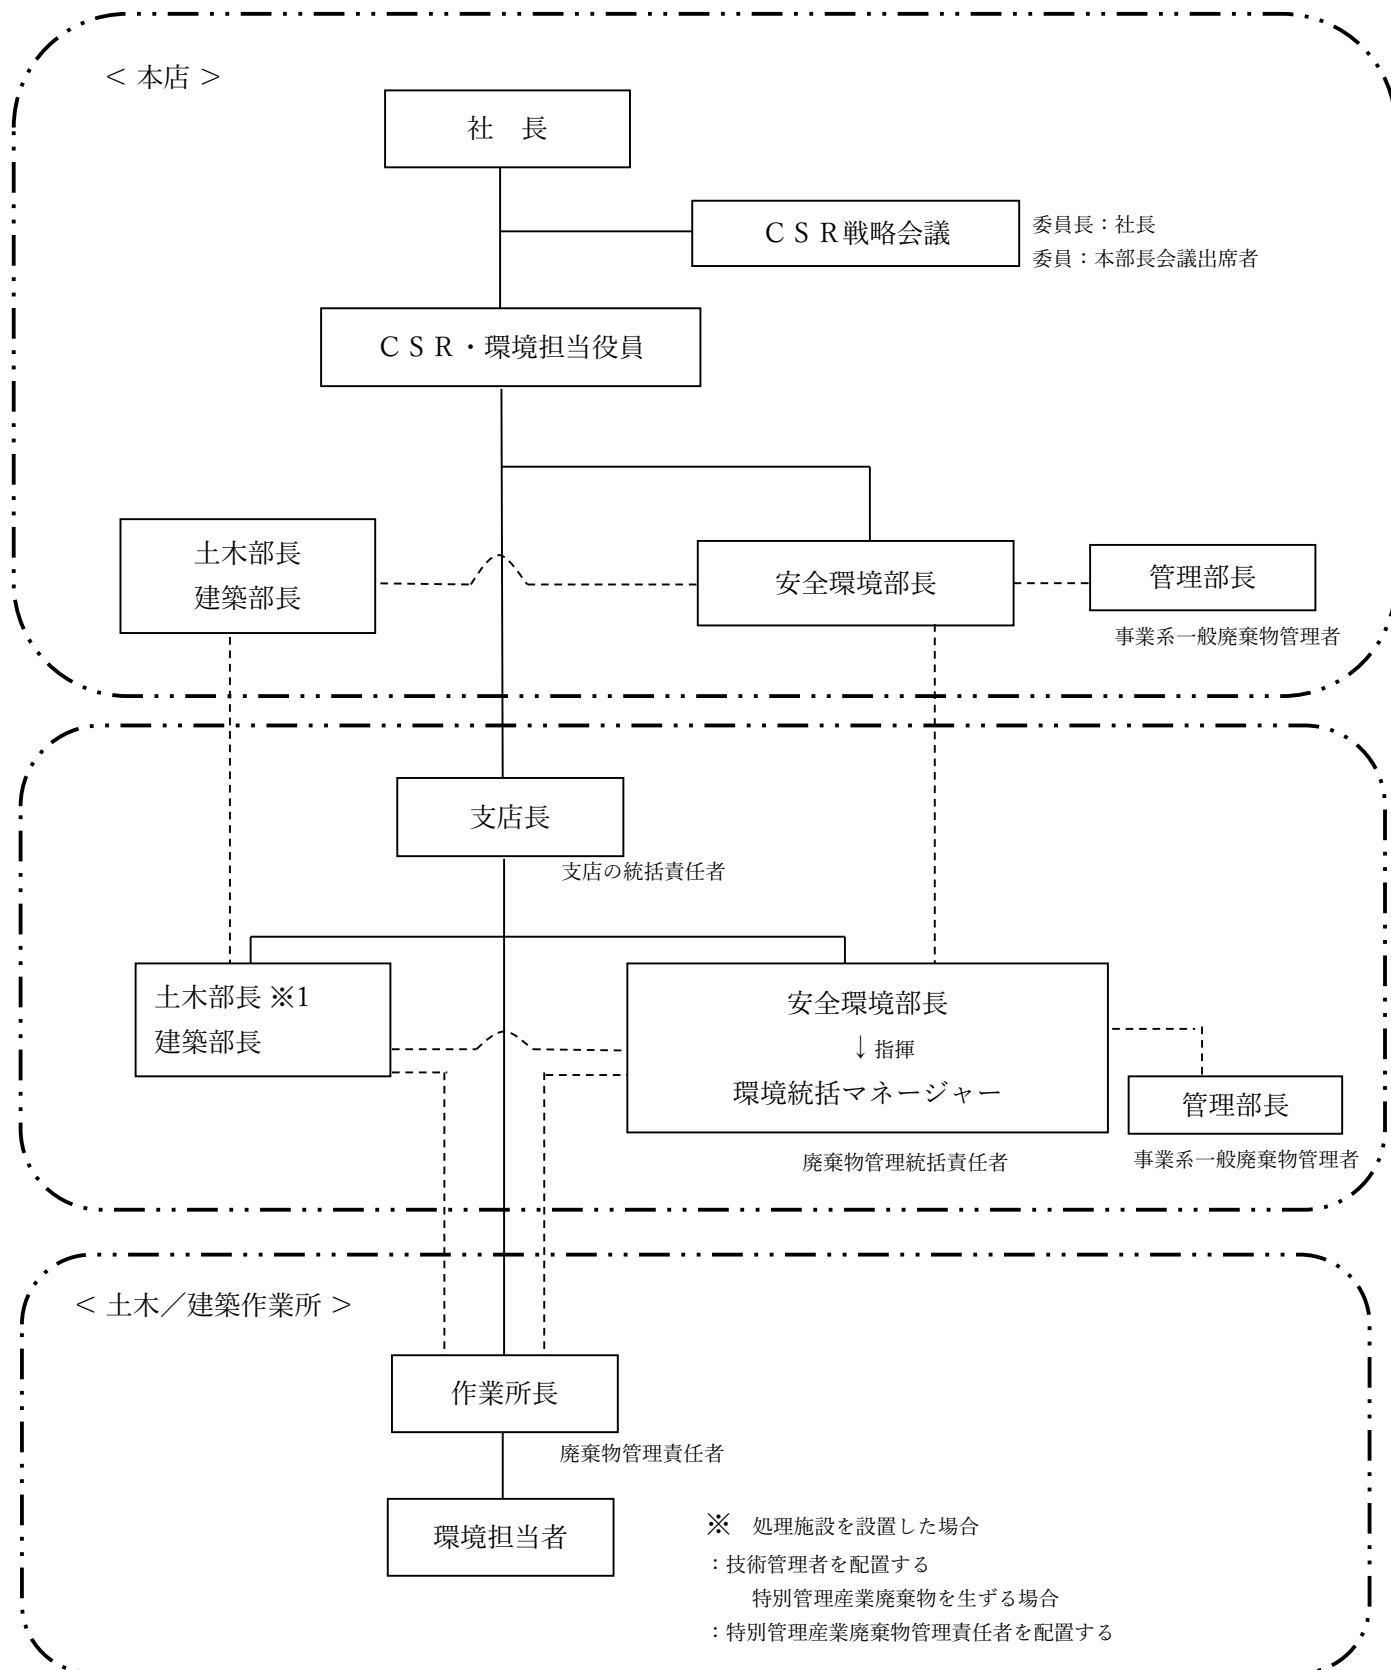 ＜ 本店 ＞
社　長
ＣＳＲ戦略会議
委員長：社長
委員：本部長会議出席者
ＣＳＲ・環境担当役員
土木部長
建築部長
安全環境部長
管理部長
事業系一般廃棄物管理者
支店長
支店の統括責任者
土木部長 ※1
建築部長
安全環境部長
↓ 指揮
環境統括マネージャー
管理部長
廃棄物管理統括責任者
事業系一般廃棄物管理者
＜ 土木／建築作業所 ＞
作業所長
廃棄物管理責任者
環境担当者
※　処理施設を設置した場合
：技術管理者を配置する
特別管理産業廃棄物を生ずる場合
：特別管理産業廃棄物管理責任者を配置する